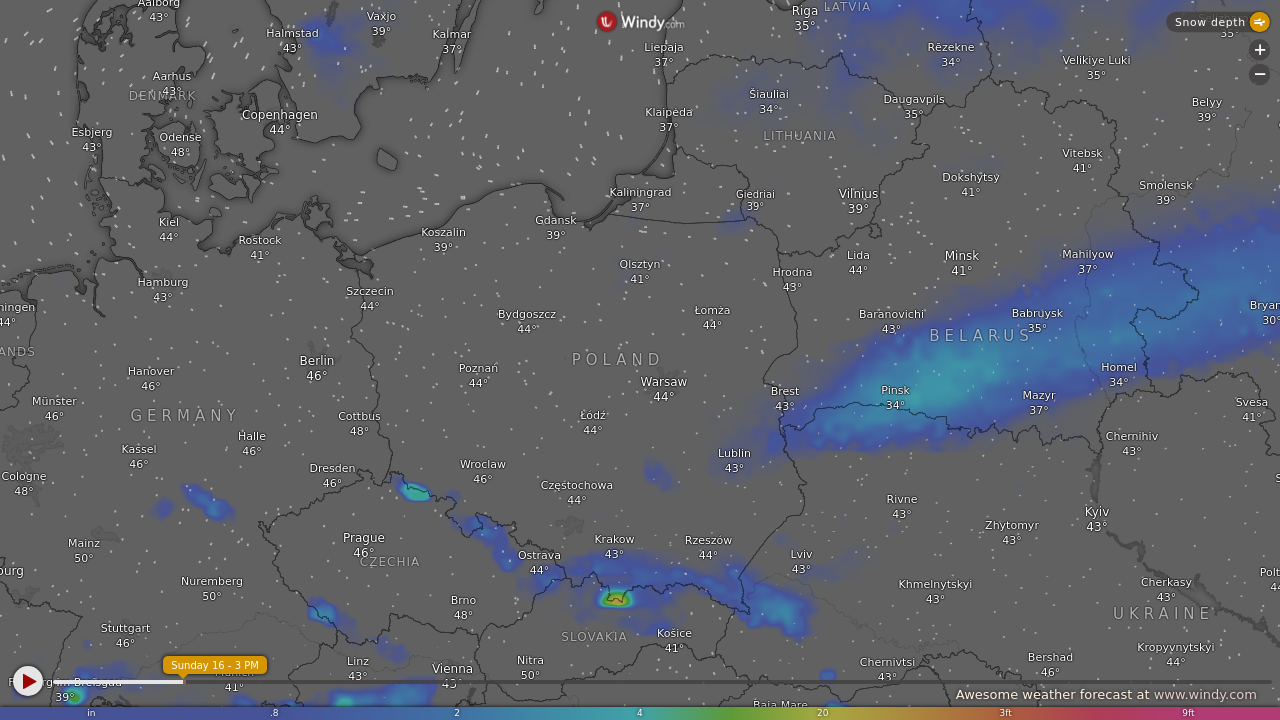 Aalborg
43°
Vaxjo
39°
Halmstad
43°
Kalmar
37°
Windy.com
Riga
35°
LATVIA
Snow depth
35°
Liepaja
37°
Rēzekne
34°
Velikiye Luki
35°
+
−
Aarhus
43°
DENMARK
Copenhagen
44°
Klaipėda
37°
Šiauliai
34°
Daugavpils
35°
Belyy
39°
Esbjerg
43°
Odense
48°
LITHUANIA
Vitebsk
41°
Dokshytsy
41°
Smolensk
39°
Kaliningrad
37°
Giedriai
39°
Vilnius
39°
Kiel
44°
Rostock
41°
Koszalin
39°
Gdansk
39°
Olsztyn
41°
Hrodna
43°
Lida
44°
Minsk
41°
Mahilyow
37°
Hamburg
43°
Szczecin
44°
ningen
44°
Bydgoszcz
44°
Łomża
44°
Baranovichi
43°
BELARUS
Babruysk
35°
Bryan
30°
ANDS
Hanover
46°
Berlin
46°
Poznań
44°
POLAND
Warsaw
44°
Brest
43°
Pinsk
34°
Mazyr
37°
Homel
34°
Münster
46°
GERMANY
Cottbus
48°
Łódź
44°
Svesa
41°
Kassel
46°
Halle
46°
Chernihiv
43°
Cologne
48°
Dresden
46°
Wroclaw
46°
Częstochowa
44°
Lublin
43°
S
Rivne
43°
Kyiv
43°
Zhytomyr
43°
Mainz
50°
Prague
46°
CZECHIA
Ostrava
44°
Krakow
43°
Rzeszów
44°
Lviv
43°
burg
Nuremberg
50°
Khmelnytskyi
43°
Cherkasy
43°
Polt
44
Brno
48°
UKRAINE
Stuttgart
46°
SLOVAKIA
Košice
41°
Kropyvnytskyi
44°
Sunday 16 - 3 PM
Linz
43°
Vienna
45°
Nitra
50°
Chernivtsi
43°
Bershad
46°
39°
41°
Awesome weather forecast at www.windy.com
Baia Mare
in .8 2 4 20 3ft 9ft